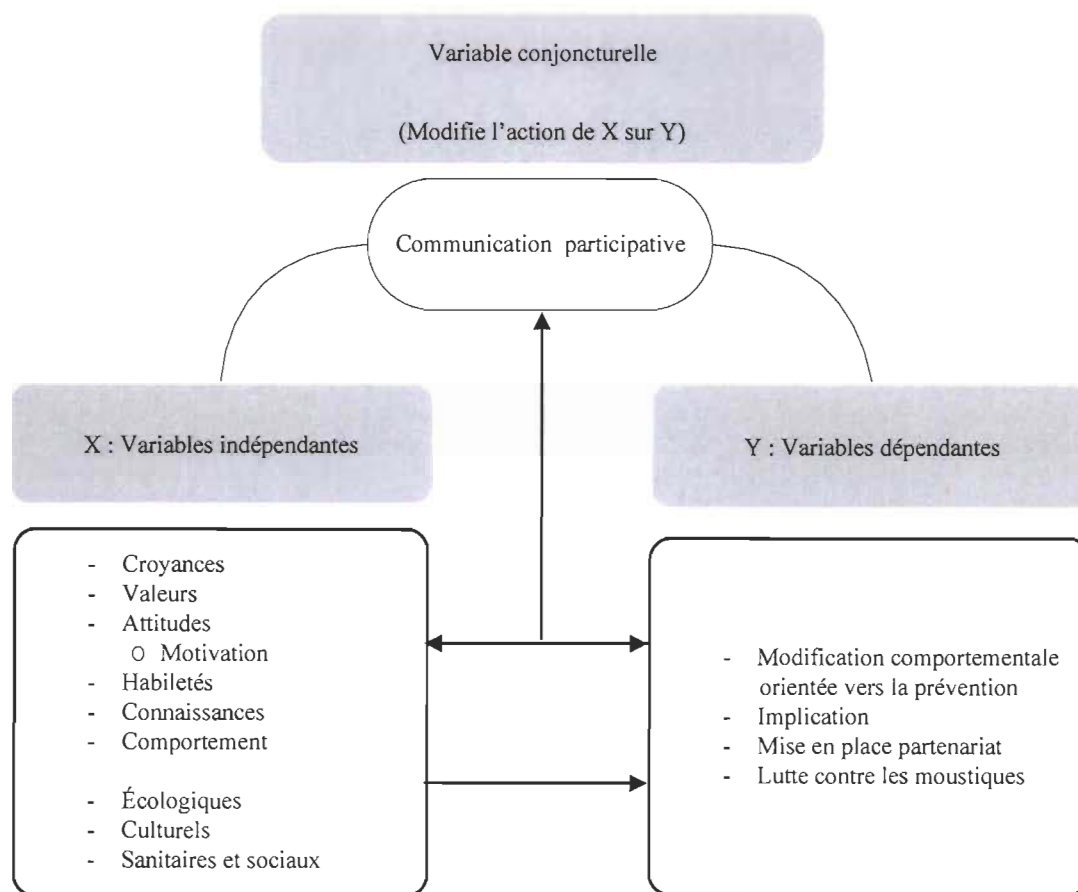 Variable conjoncturelle
(Modifie l'action de X sur Y)
Communication participative
X : Variables indépendantes
Y : Variables dépendantes
- Croyances
- Valeurs
- Attitudes
O Motivation
- Habiletés
- Connaissances
- Comportement
- Écologiques
- Culturels
- Sanitaires et sociaux
- Modification comportementale
orientée vers la prévention
- Implication
- Mise en place partenariat
- Lutte contre les moustiques